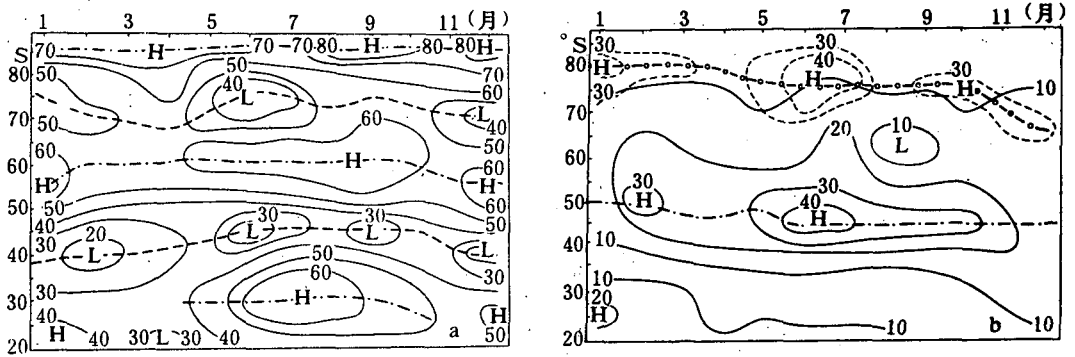 1 3 5 7 9 11 (月)
S
70 H 70 70 80 H 80 80 H
80 50 50 40 70 60
L
70 50 L 40
60 60 60
H H H
50 50 50
40 20 30 30 40
30 L L L L
40 30
50
30 60
30 H
40 H
H 40 30 L 30 40 a 50
20
1 3 5 7 9 11 (月)
°S
30 30 40 30
80 H H H
30 10
70
20 10
60 L
30 30
50 H 40 H
40 10
10 10
30
20 H
20 10 b 10